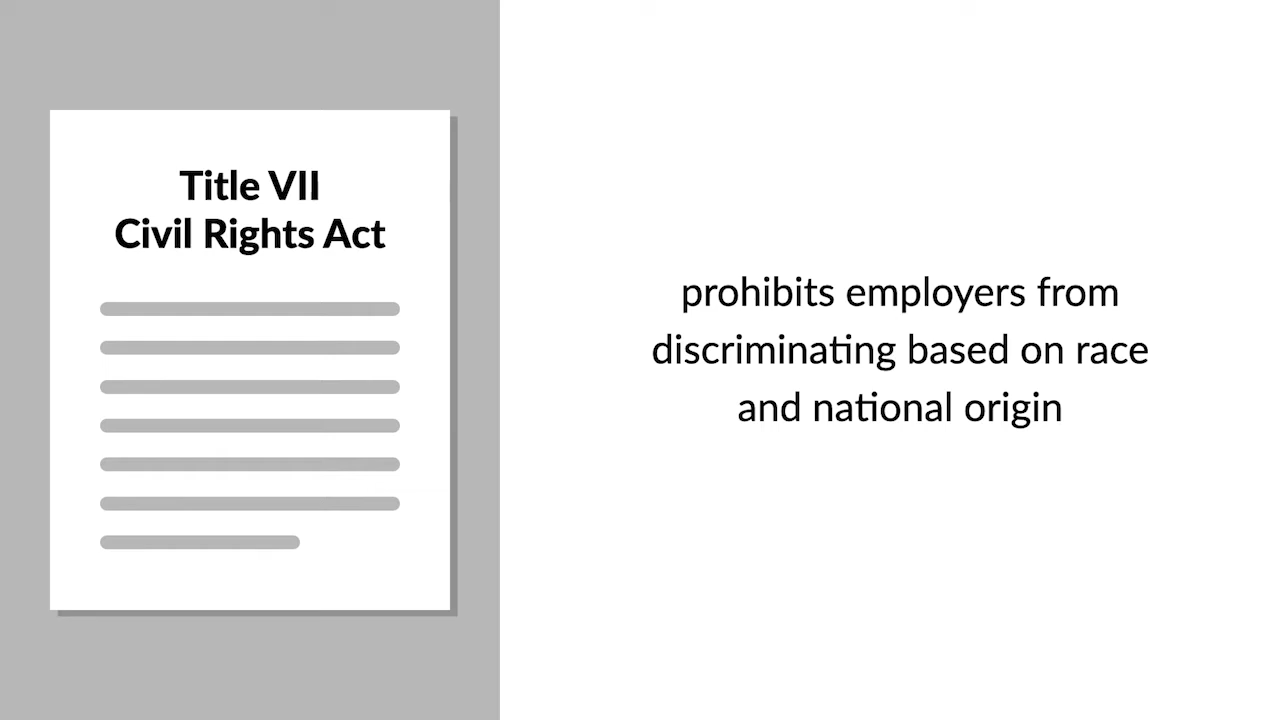 Title VII
Civil Rights Act
prohibits employers from
discriminating based on race
and national origin